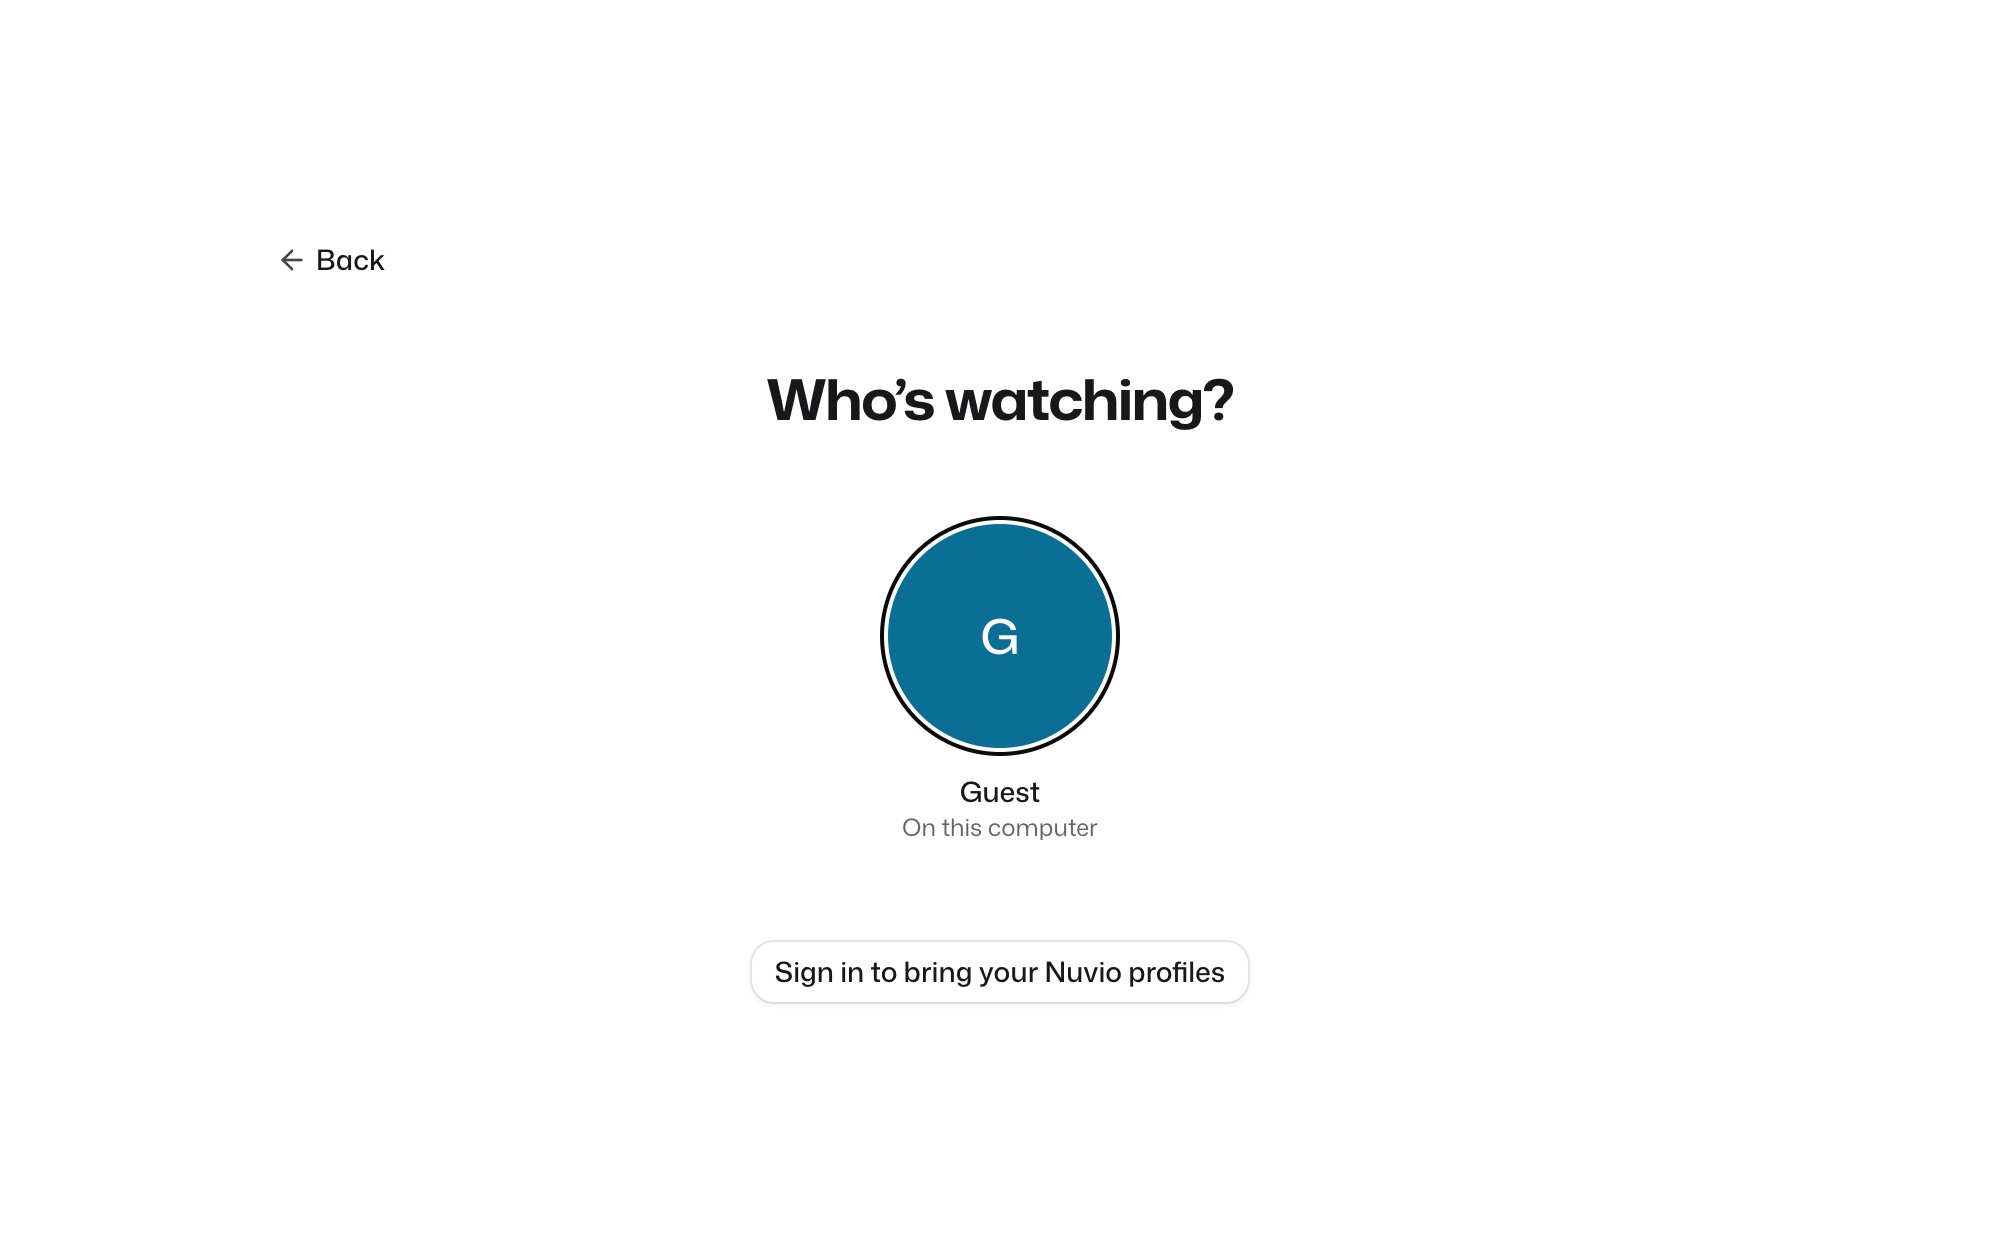 Back
Who’s watching?
G
Guest
On this computer
Sign in to bring your Nuvio profiles